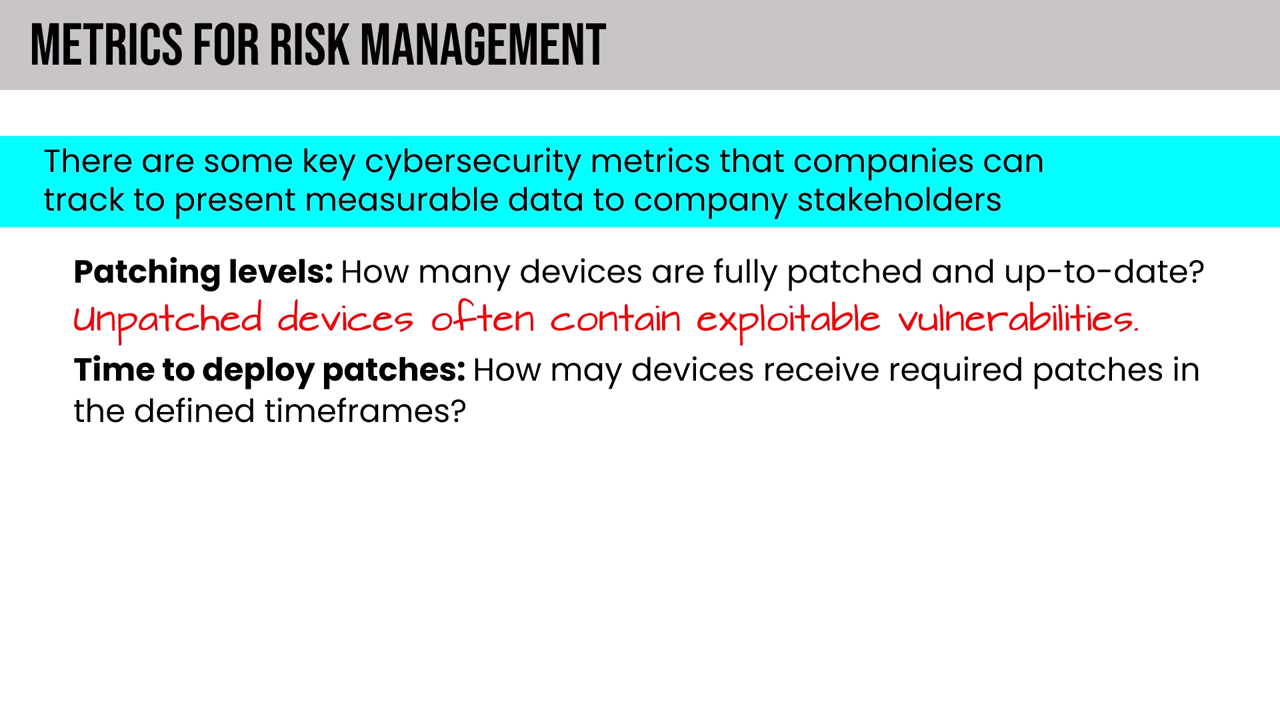 METRICS FOR RISK MANAGEMENT
There are some key cybersecurity metrics that companies can
track to present measurable data to company stakeholders
Patching levels: How many devices are fully patched and up-to-date?
Unpatched devices often contain exploitable vulnerabilities.
Time to deploy patches: How may devices receive required patches in
the defined timeframes?